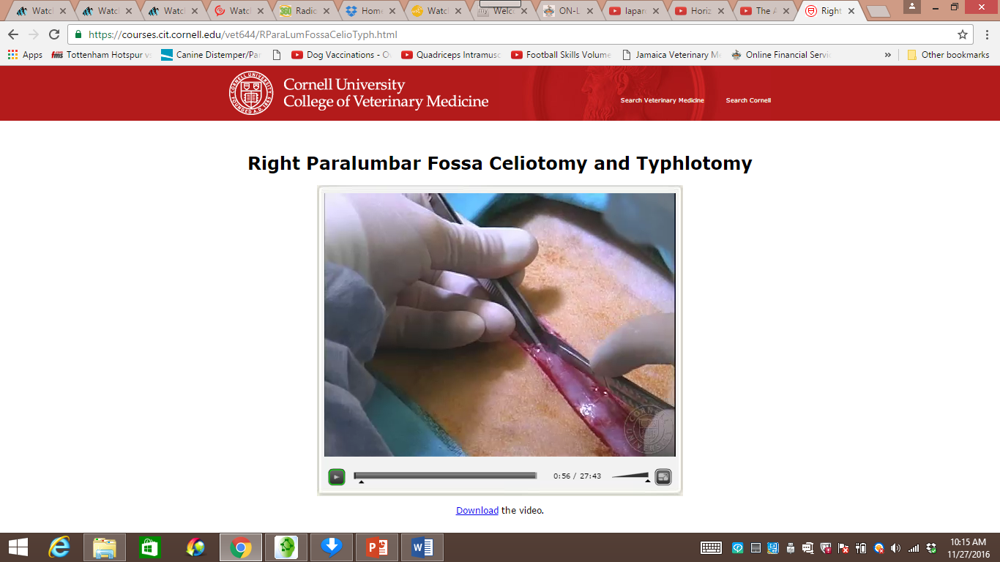 Watc
Watc
Watc
Watc
Radic
Home
Watc
Welco
ON-L
lapar
Horiz
The A
Right
https://courses.cit.cornell.edu/vet644/RParaLumFossaCelioTyph.html
Apps
Tottenham Hotspur v
Canine Distemper/Par
Dog Vaccinations - O
Quadriceps Intramusc
Football Skills Volume
Jamaica Veterinary M
Online Financial Servi
»
Other bookmarks
Cornell University
College of Veterinary Medicine
Search Veterinary Medicine
Search Cornell
Right Paralumbar Fossa Celiotomy and Typhlotomy
0:56 / 27:43
Download the video.
10:15 AM
11/27/2016